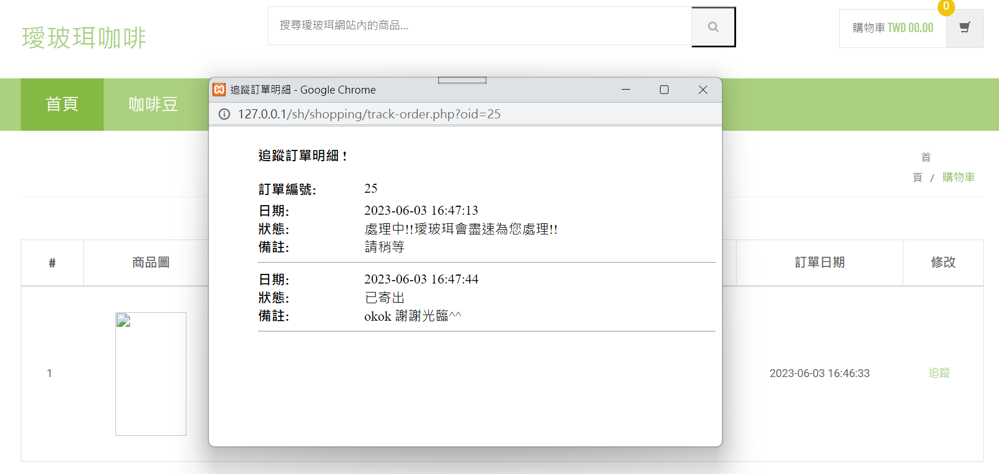 璦玻珥咖啡
搜尋璦玻珥網站內的商品...
0
購物車 TWD 00.00
首頁
咖啡豆
追蹤訂單明細 - Google Chrome
127.0.0.1/sh/shopping/track-order.php?oid=25
追蹤訂單明細 !
訂單編號: 25
日期: 2023-06-03 16:47:13
狀態: 處理中!!璦玻珥會盡速為您處理!!
備註: 請稍等
日期: 2023-06-03 16:47:44
狀態: 已寄出
備註: okok 謝謝光臨^^
首
頁 / 購物車
# 商品圖 訂單日期 修改
1 2023-06-03 16:46:33 追蹤